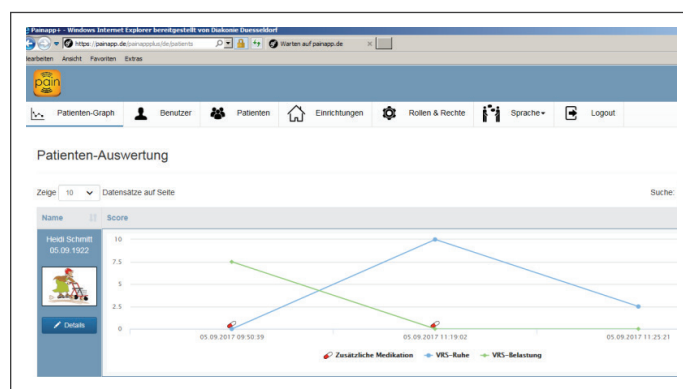 Painapp+ - Windows Internet Explorer bereitgestellt von Diakonie Duesseldorf
https://painapp.de/painappplus/de/patients Warten auf painapp.de
Bearbeiten Ansicht Favoriten Extras
pain
Patienten-Graph Benutzer Patienten Einrichtungen Rollen & Rechte Sprache Logout
Patienten-Auswertung
Zeige 10 Datensätze auf Seite Suche:
Name Score
Heidi Schmitt
05.09.1922
Details
10
7.5
5
2.5
0
05.09.2017 09:50:59 05.09.2017 11:19:02 05.09.2017 11:25:21
Zusätzliche Medikation VRS-Ruhe VRS-Belastung